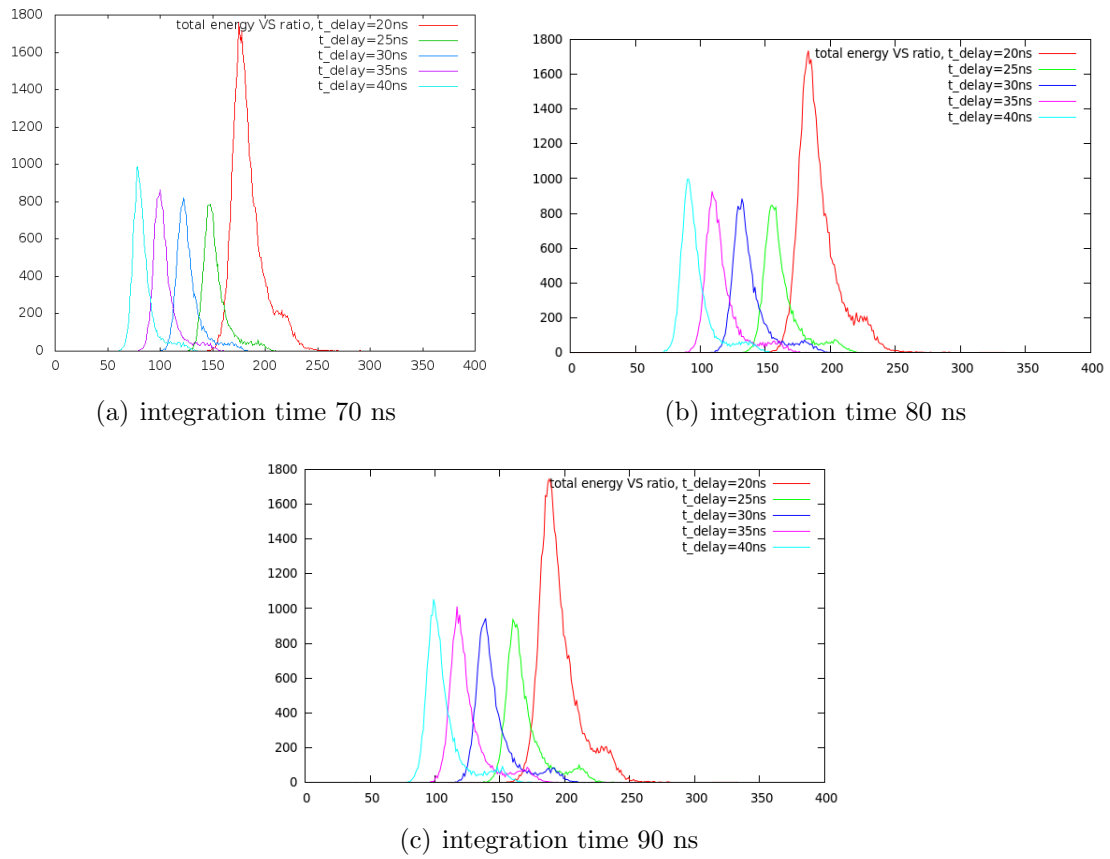 1800
1600
1400
1200
1000
800
600
400
200
0
0 50 100 150 200 250 300 350 400
total energy VS ratio, t_delay=20ns
t_delay=25ns
t_delay=30ns
t_delay=35ns
t_delay=40ns
(a) integration time 70 ns
1800
1600
1400
1200
1000
800
600
400
200
0
0 50 100 150 200 250 300 350 400
total energy VS ratio, t_delay=20ns
t_delay=25ns
t_delay=30ns
t_delay=35ns
t_delay=40ns
(b) integration time 80 ns
1800
1600
1400
1200
1000
800
600
400
200
0
0 50 100 150 200 250 300 350 400
total energy VS ratio, t_delay=20ns
t_delay=25ns
t_delay=30ns
t_delay=35ns
t_delay=40ns
(c) integration time 90 ns